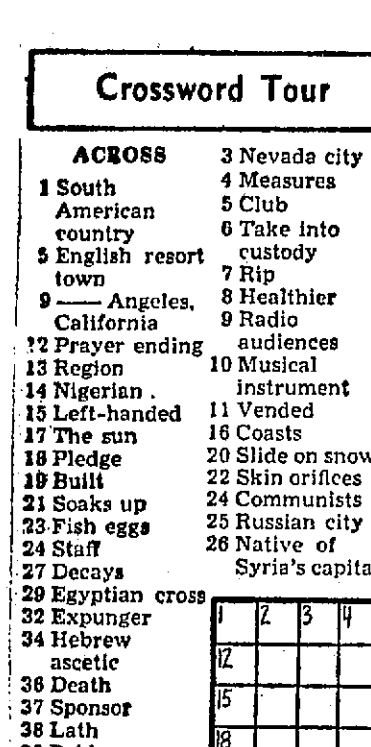 Crossword Tour
ACROSS
1 South
American
country
5 English resort
town
9 —— Angeles,
California
12 Prayer ending
13 Region
14 Nigerian .
15 Left-handed
17 The sun
18 Pledge
19 Built
21 Soaks up
23 Fish eggs
24 Staff
27 Decays
29 Egyptian cross
32 Expunger
34 Hebrew
ascetic
36 Death
37 Sponsor
38 Lath
3 Nevada city
4 Measures
5 Club
6 Take into
custody
7 Rip
8 Healthier
9 Radio
audiences
10 Musical
instrument
11 Vended
16 Coasts
20 Slide on snow
22 Skin orifices
24 Communists
25 Russian city
26 Native of
Syria's capita
1 2 3 4
12
15
18